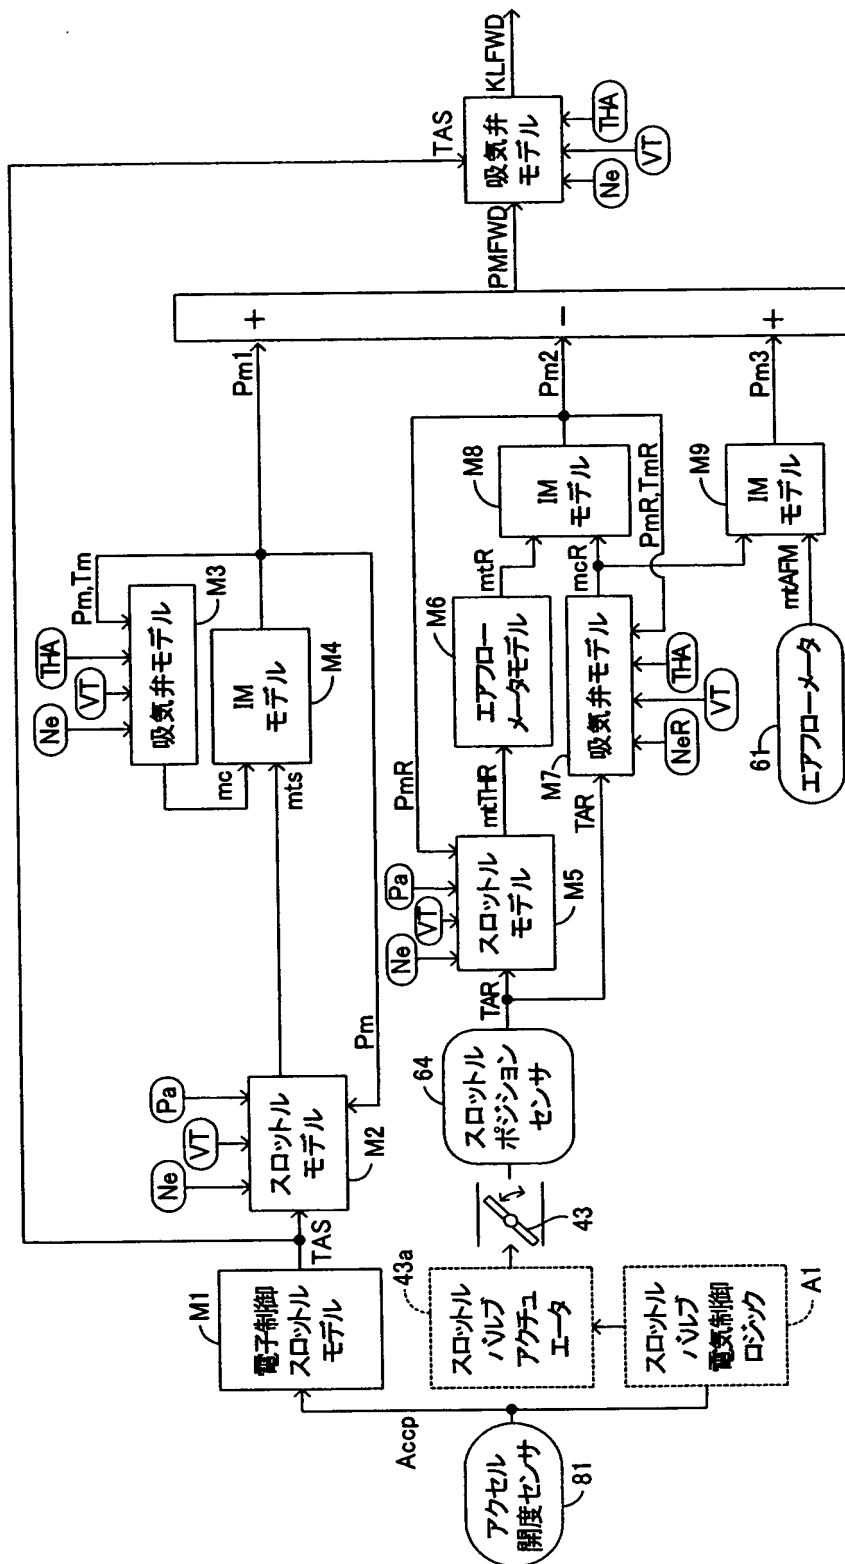 アクセル
開度センサ
81
Accp
M1
電子制御
スロットル
モデル
TAS
スロットル
バルブ
電気制御
ロジック
A1
43a
スロットル
バルブ
アクチュ
エータ
43
64
スロットル
ポジション
センサ
Ne
VT
Pa
スロットル
モデル
M2
mts
Pm
Ne
VT
THA
Pm,Tm
吸気弁モデル
M3
mc
IM
モデル
M4
Pm1
+
TAR
Ne
VT
Pa
PmR
スロットル
モデル
M5
mtTHR
M6
エアフロー
メータモデル
mtR
M8
IM
モデル
Pm2
−
TAR
M7
吸気弁モデル
NeR
VT
THA
mcR
PmR,TmR
61
エアフローメータ
mtAFM
M9
IM
モデル
Pm3
+
PMFWD
TAS
吸気弁
モデル
Ne
VT
THA
KLFWD